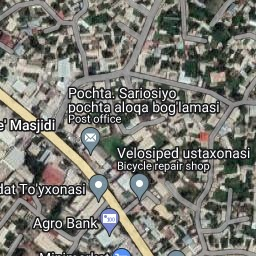 Pochta. Sariosiyo
pochta aloqa bog'lamasi
Post office
e' Masjidi
Velosiped ustaxonasi
Bicycle repair shop
dat To'yxonasi
Agro Bank
Minimarket